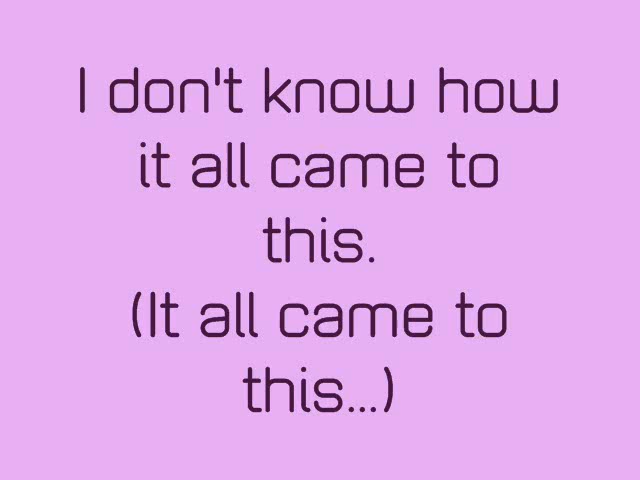 I don't know how
it all came to
this.
(It all came to
this...)